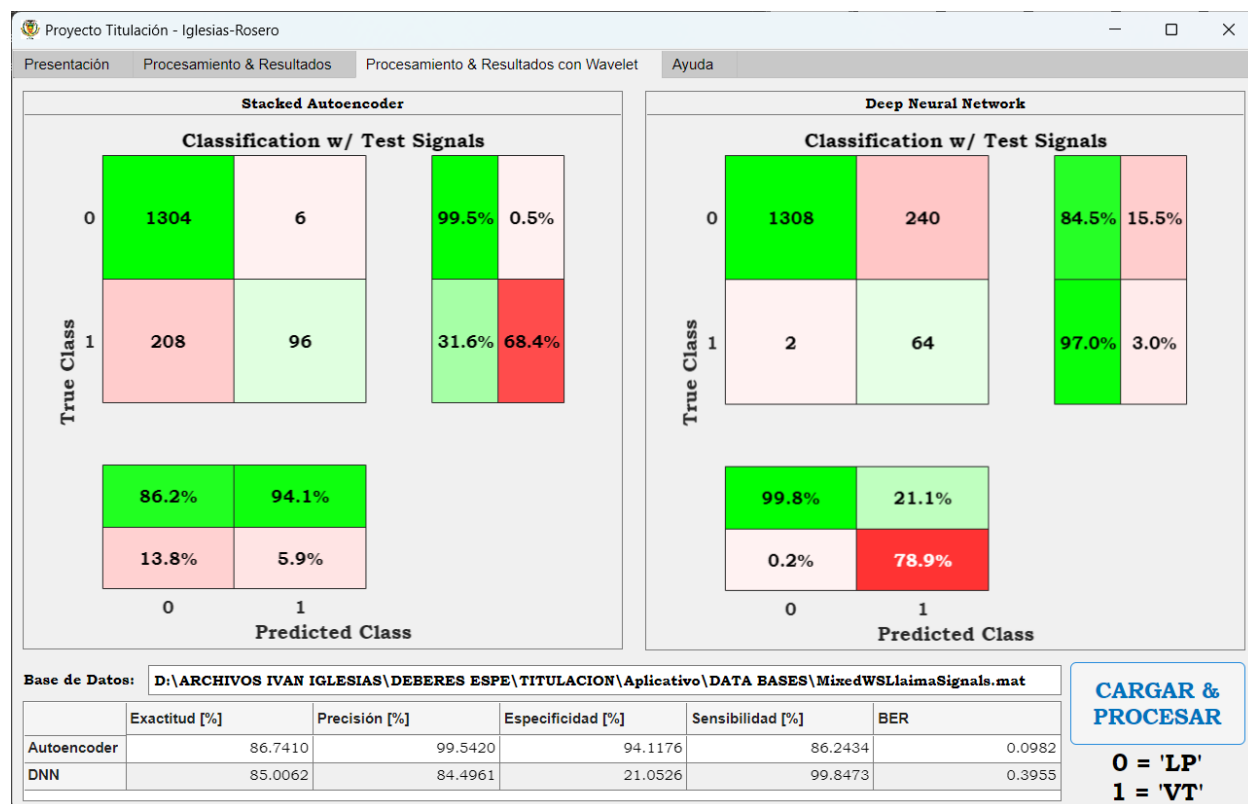 Proyecto Titulación - Iglesias-Rosero
Presentación Procesamiento & Resultados Procesamiento & Resultados con Wavelet Ayuda
Stacked Autoencoder
Classification w/ Test Signals
0 1304 6 99.5% 0.5%
True Class
1 208 96 31.6% 68.4%
86.2% 94.1%
13.8% 5.9%
0 1
Predicted Class
Deep Neural Network
Classification w/ Test Signals
0 1308 240 84.5% 15.5%
True Class
1 2 64 97.0% 3.0%
99.8% 21.1%
0.2% 78.9%
0 1
Predicted Class
Base de Datos: D:\ARCHIVOS IVAN IGLESIAS\DEBERES ESPE\TITULACION\Aplicativo\DATA BASES\MixedWSLlaimaSignals.mat
Exactitud [%] Precisión [%] Especificidad [%] Sensibilidad [%] BER
Autoencoder 86.7410 99.5420 94.1176 86.2434 0.0982
DNN 85.0062 84.4961 21.0526 99.8473 0.3955
CARGAR &
PROCESAR
0 = 'LP'
1 = 'VT'